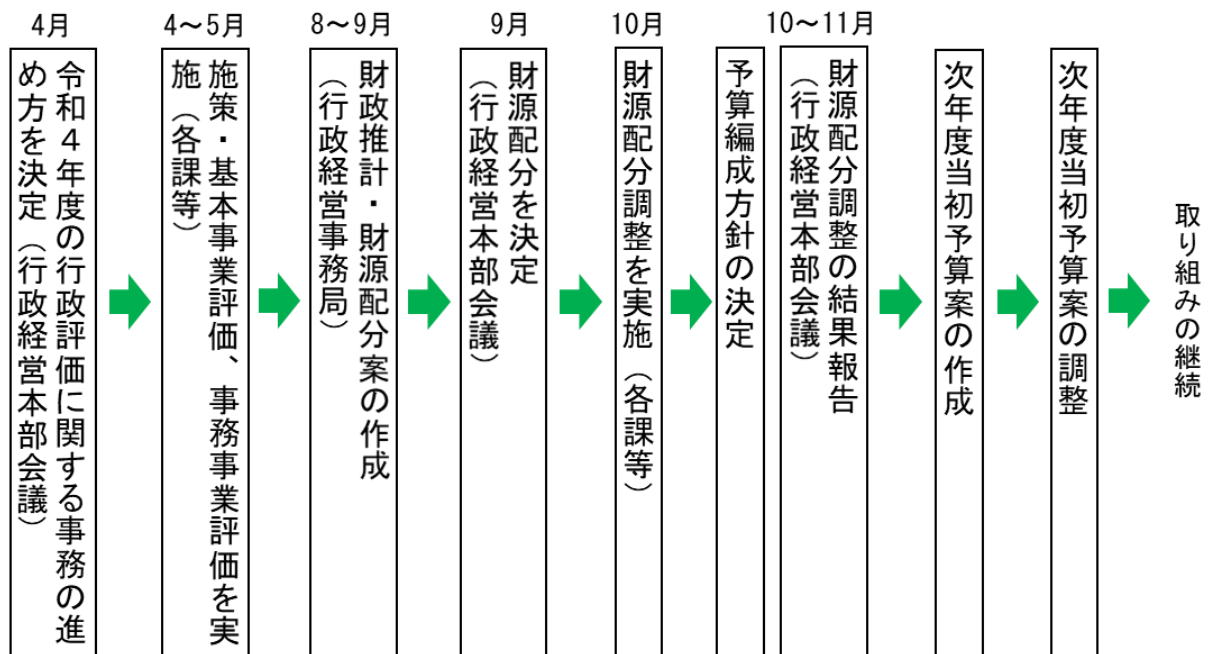 4月
令和４年度の行政評価に関する事務の進
め方を決定（行政経営本部会議）
4～5月
施策・基本事業評価、事務事業評価を実
施（各課等）
8～9月
財政推計・財源配分案の作成
（行政経営事務局）
9月
財源配分を決定
（行政経営本部会議）
10月
財源配分調整を実施（各課等）
予算編成方針の決定
10～11月
財源配分調整の結果報告
（行政経営本部会議）
次年度当初予算案の作成
次年度当初予算案の調整
取り組みの継続